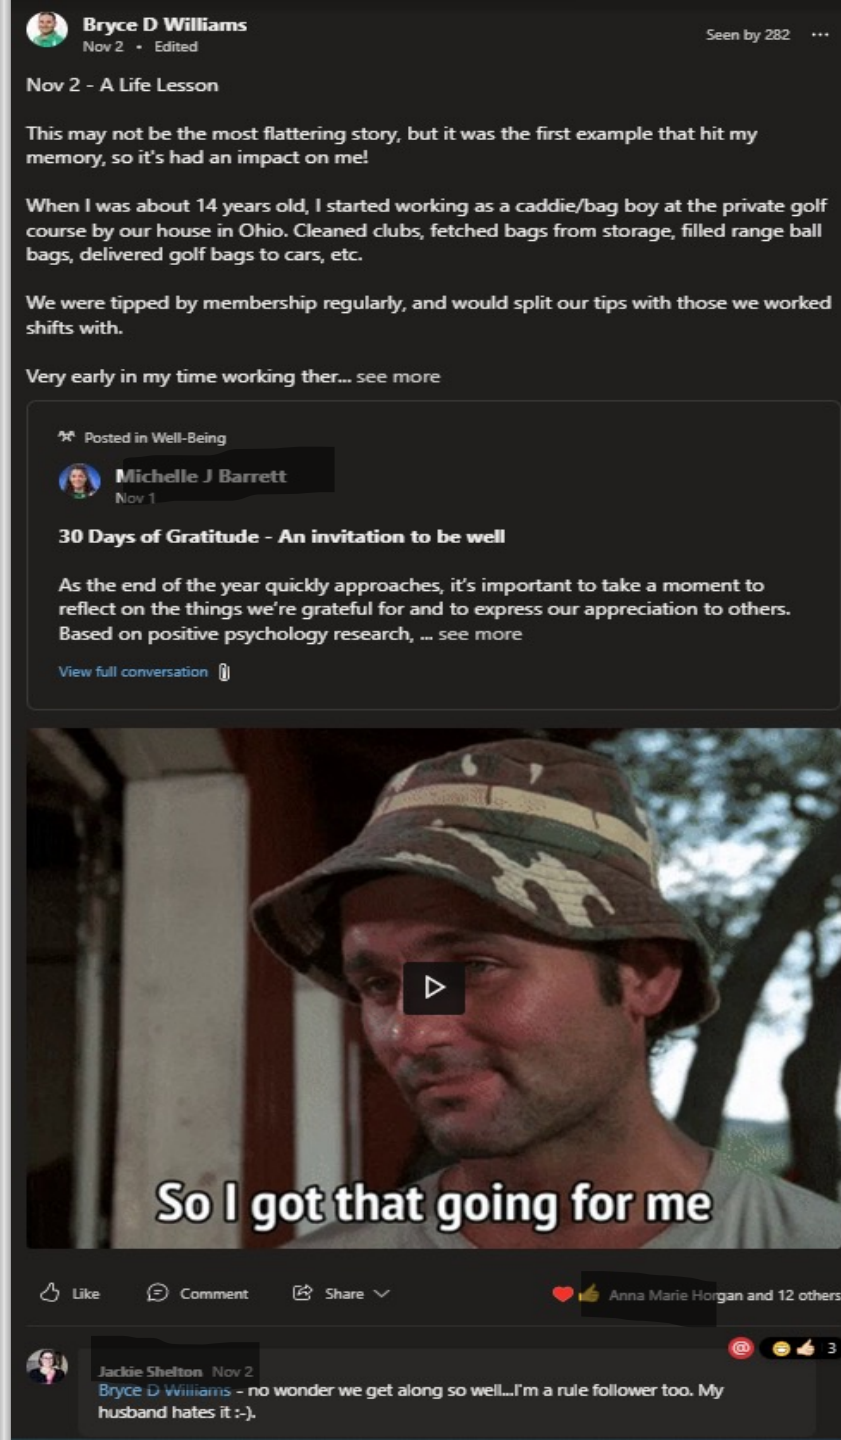 Bryce D Williams
Nov 2 • Edited
Seen by 282 ...
Nov 2 - A Life Lesson
This may not be the most flattering story, but it was the first example that hit my
memory, so it's had an impact on me!
When I was about 14 years old, I started working as a caddie/bag boy at the private golf
course by our house in Ohio. Cleaned clubs, fetched bags from storage, filled range ball
bags, delivered golf bags to cars, etc.
We were tipped by membership regularly, and would split our tips with those we worked
shifts with.
Very early in my time working ther... see more
Posted in Well-Being
Michelle J Barrett
Nov 1
30 Days of Gratitude - An invitation to be well
As the end of the year quickly approaches, it's important to take a moment to
reflect on the things we're grateful for and to express our appreciation to others.
Based on positive psychology research, ... see more
View full conversation
So I got that going for me
Like Comment Share Anna Marie Horgan and 12 others
@ 3
Jackie Shelton Nov 2
Bryce D Williams - no wonder we get along so well...I'm a rule follower too. My
husband hates it :-).